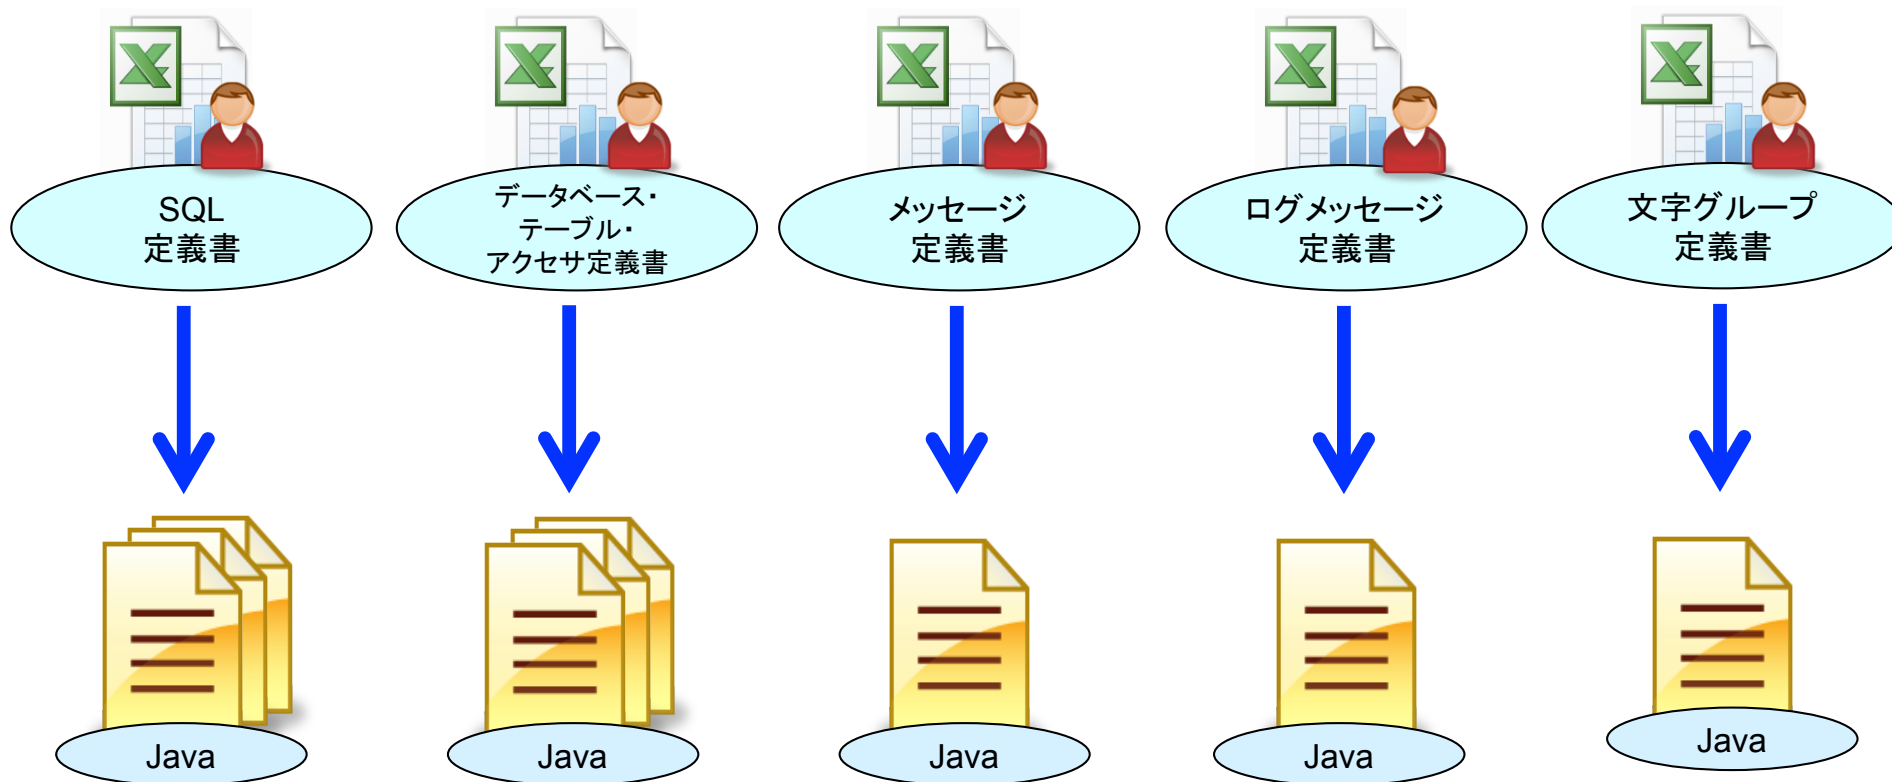 SQL
定義書
データベース・
テーブル・
アクセサ定義書
メッセージ
定義書
ログメッセージ
定義書
文字グループ
定義書
Java
Java
Java
Java
Java